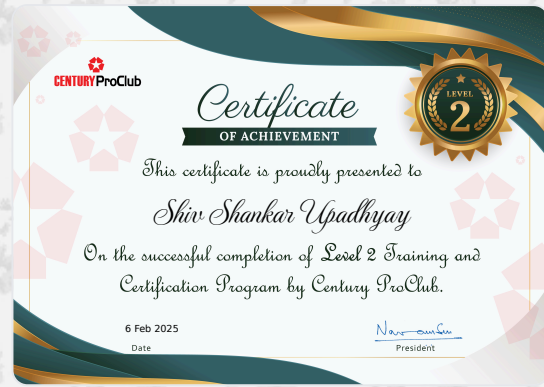 CENTURY ProClub
Certificate
OF ACHIEVEMENT
LEVEL
2
This certificate is proudly presented to
Shiv Shankar Upadhyay
On the successful completion of Level 2 Training and
Certification Program by Century ProClub.
6 Feb 2025
Date
President